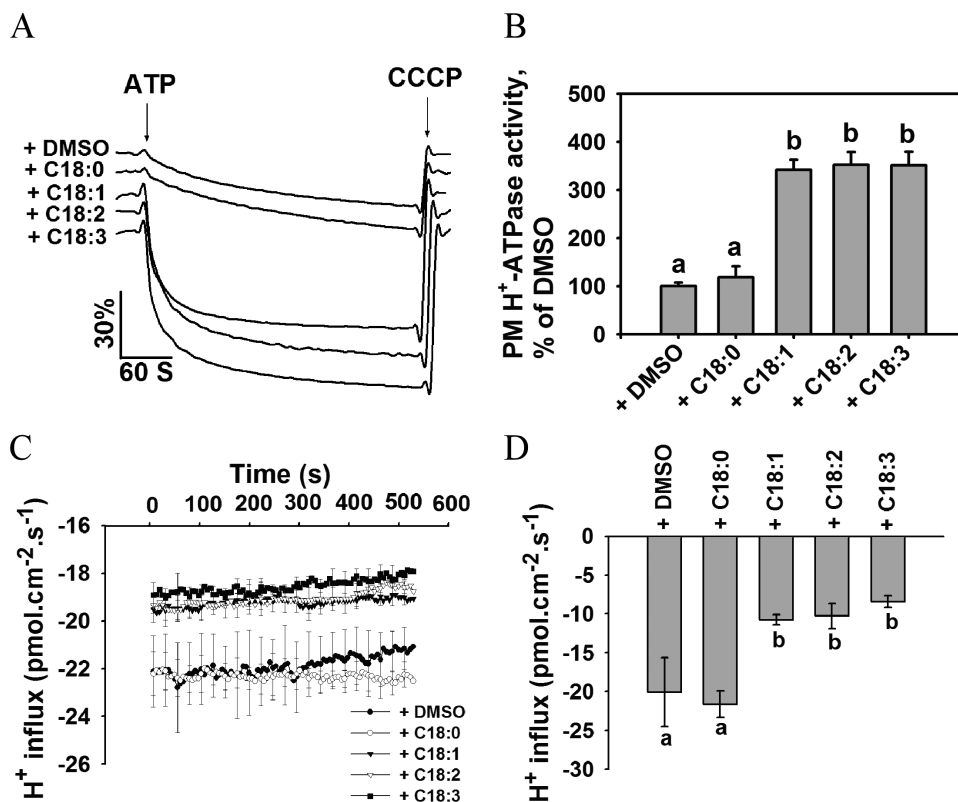 A
ATP
CCCP
+ DMSO
+ C18:0
+ C18:1
+ C18:2
+ C18:3
30%
60 S
B
PM H⁺-ATPase activity,
% of DMSO
500
400
300
200
100
0
a
a
b
b
b
+ DMSO
+ C18:0
+ C18:1
+ C18:2
+ C18:3
C
Time (s)
0 100 200 300 400 500 600
H⁺ influx (pmol.cm⁻².s⁻¹)
-16
-18
-20
-22
-24
-26
+ DMSO
+ C18:0
+ C18:1
+ C18:2
+ C18:3
D
+ DMSO
+ C18:0
+ C18:1
+ C18:2
+ C18:3
H⁺ influx (pmol.cm⁻².s⁻¹)
0
-5
-10
-15
-20
-25
-30
a
a
b
b
b